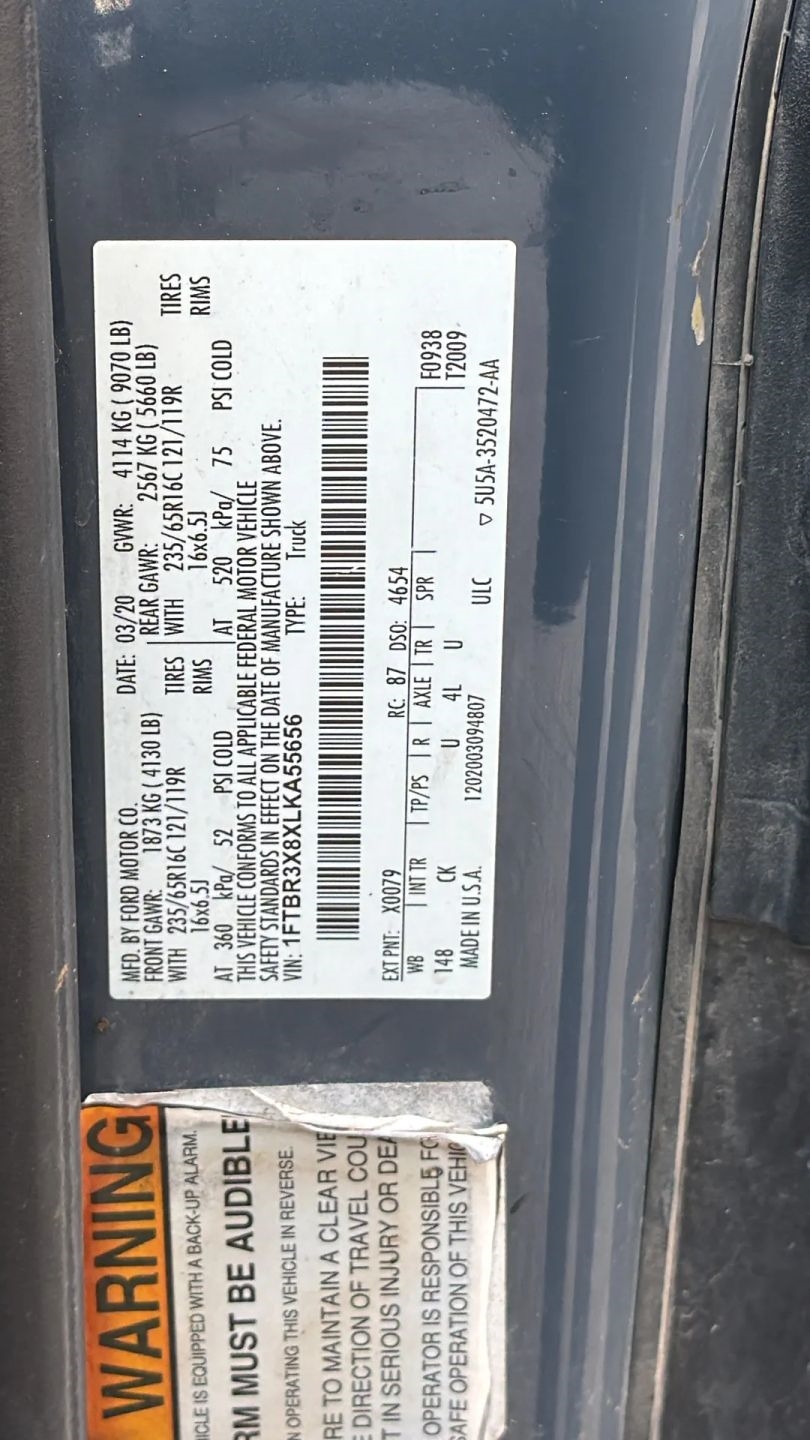 MFD. BY FORD MOTOR CO. DATE: 03/20 GVWR: 4114 KG ( 9070 LB)
FRONT GAWR: 1873 KG ( 4130 LB) REAR GAWR: 2567 KG ( 5660 LB)
WITH 235/65R16C 121/119R TIRES WITH 235/65R16C 121/119R TIRES
16x6.5J RIMS 16x6.5J RIMS
AT 360 kPa/ 52 PSI COLD AT 520 kPa/ 75 PSI COLD
THIS VEHICLE CONFORMS TO ALL APPLICABLE FEDERAL MOTOR VEHICLE
SAFETY STANDARDS IN EFFECT ON THE DATE OF MANUFACTURE SHOWN ABOVE.
VIN: 1FTBR3X8XLKA55656 TYPE: Truck
EXT PNT: X0079 RC: 87 DSO: 4654
WB | INT TR | TP/PS | R | AXLE | TR | SPR | F0938
148 CK U 4L U T2009
MADE IN U.S.A. 1202003094807 ULC ▽ 5U5A-3520472-AA
WARNING
ICLE IS EQUIPPED WITH A BACK-UP ALARM.
RM MUST BE AUDIBLE
N OPERATING THIS VEHICLE IN REVERSE.
RE TO MAINTAIN A CLEAR VIE
E DIRECTION OF TRAVEL COU
T IN SERIOUS INJURY OR DEA
OPERATOR IS RESPONSIBLE FO
SAFE OPERATION OF THIS VEHIC